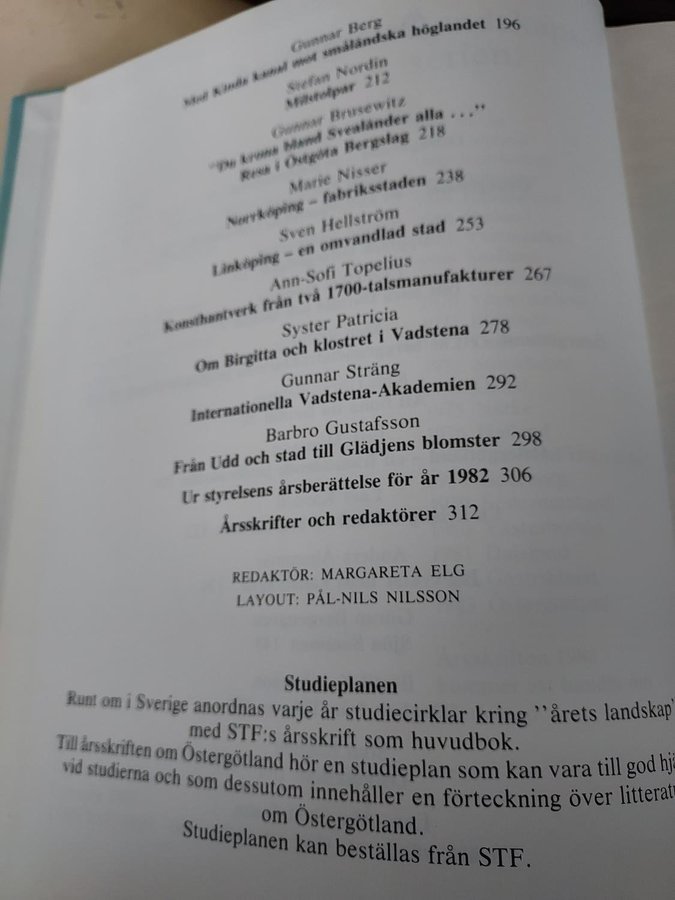 Gunnar Berg
Med Kinda kanal mot småländska höglandet 196
Stefan Nordin
Milstolpar 212
Gunnar Brusewitz
"Du krona bland Svealänder alla . . ."
Resa i Östgöta Bergslag 218
Marie Nisser
Norrköping – fabriksstaden 238
Sven Hellström
Linköping – en omvandlad stad 253
Ann-Sofi Topelius
Konsthantverk från två 1700-talsmanufakturer 267
Syster Patricia
Om Birgitta och klostret i Vadstena 278
Gunnar Sträng
Internationella Vadstena-Akademien 292
Barbro Gustafsson
Från Udd och stad till Glädjens blomster 298
Ur styrelsens årsberättelse för år 1982 306
Årsskrifter och redaktörer 312
REDAKTÖR: MARGARETA ELG
LAYOUT: PÅL-NILS NILSSON
Studieplanen
Runt om i Sverige anordnas varje år studiecirklar kring "årets landskap"
med STF:s årsskrift som huvudbok.
Till årsskriften om Östergötland hör en studieplan som kan vara till god hjä
vid studierna och som dessutom innehåller en förteckning över litteratu
om Östergötland.
Studieplanen kan beställas från STF.